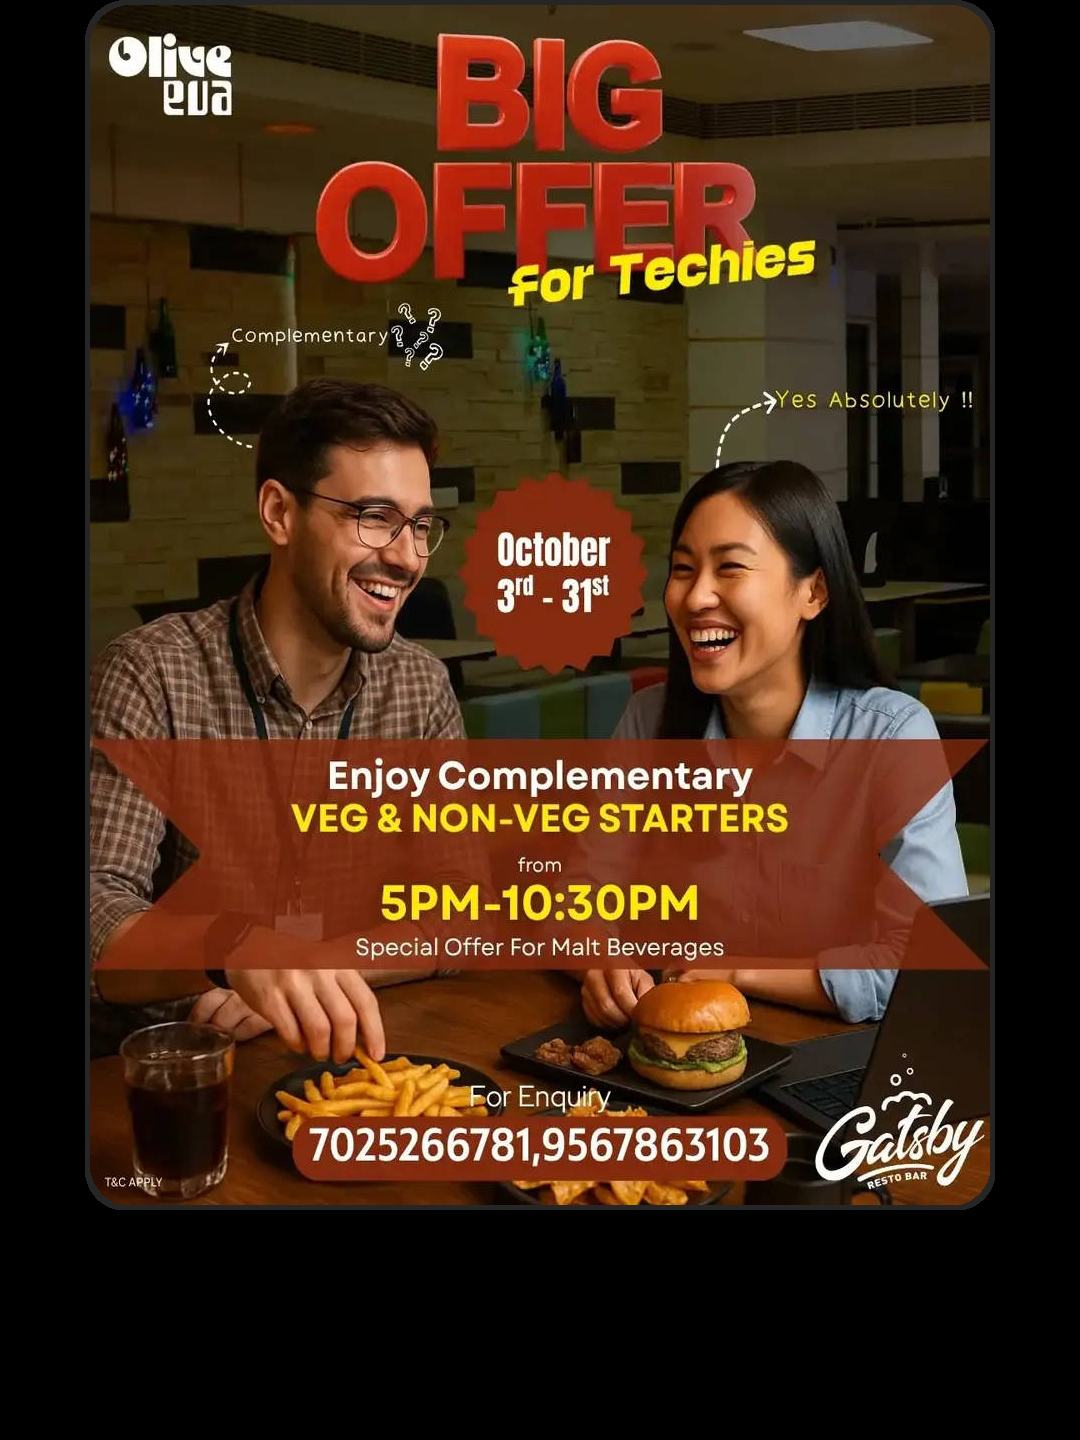 Olive
eva
BIG
OFFER
for Techies
Complementary
Yes Absolutely !!
October
3rd - 31st
Enjoy Complementary
VEG & NON-VEG STARTERS
from
5PM-10:30PM
Special Offer For Malt Beverages
For Enquiry
7025266781,9567863103
Gatsby
RESTO BAR
T&C APPLY